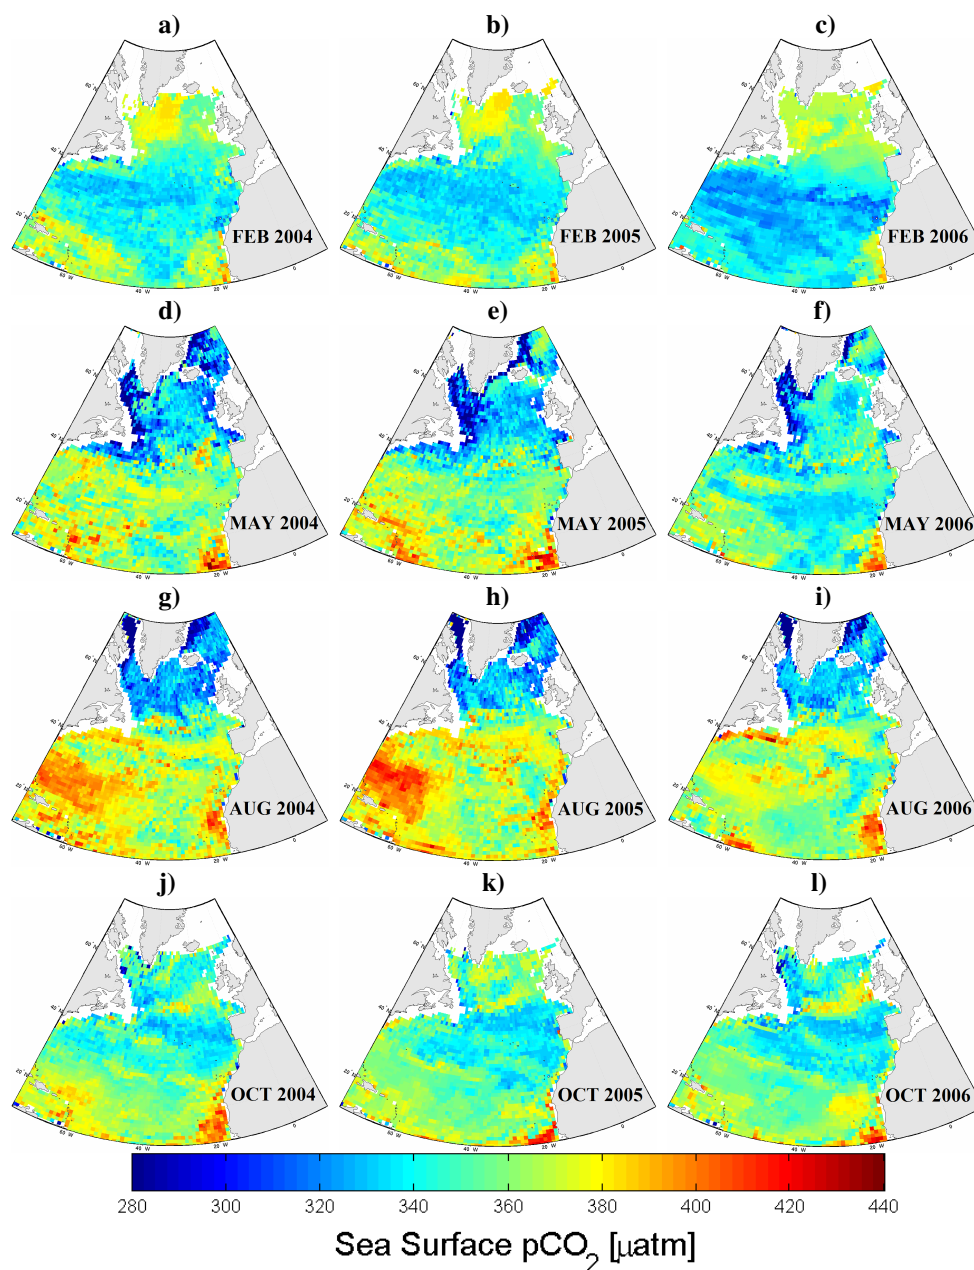 a) b) c)
FEB 2004 FEB 2005 FEB 2006
d) e) f)
MAY 2004 MAY 2005 MAY 2006
g) h) i)
AUG 2004 AUG 2005 AUG 2006
j) k) l)
OCT 2004 OCT 2005 OCT 2006
280 300 320 340 360 380 400 420 440
Sea Surface pCO₂ [µatm]